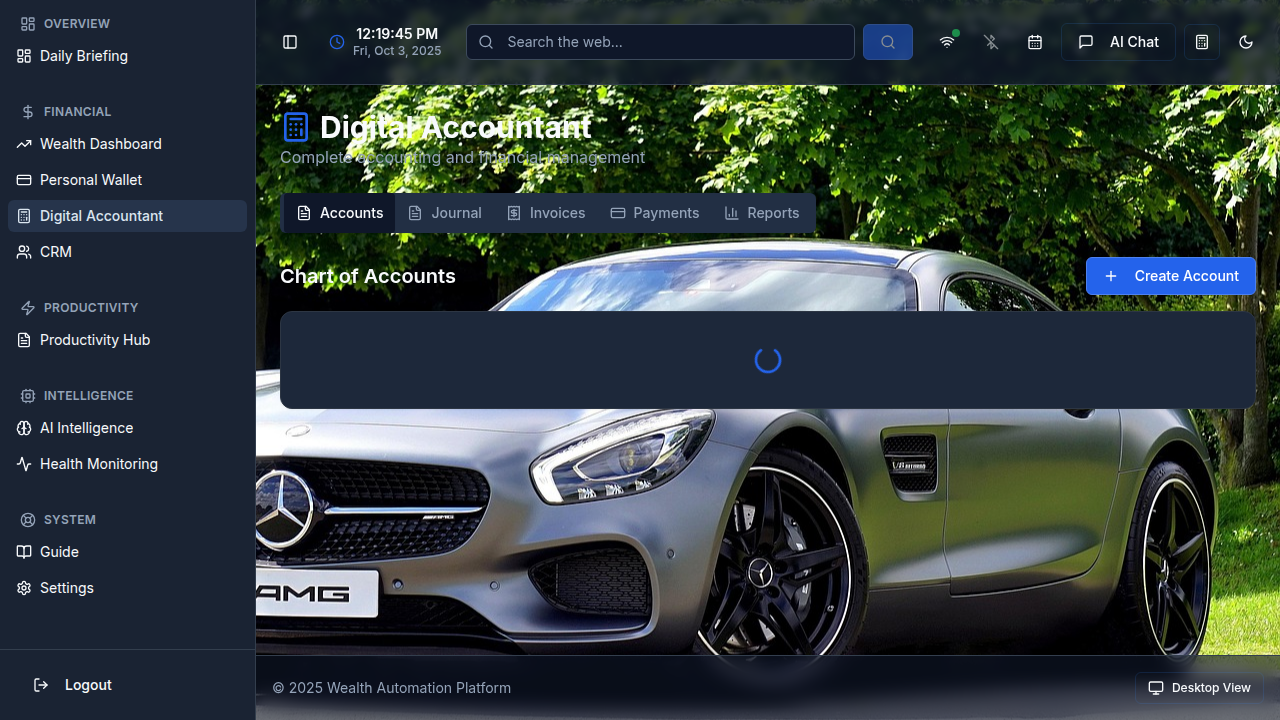 OVERVIEW
Daily Briefing
FINANCIAL
Wealth Dashboard
Personal Wallet
Digital Accountant
CRM
PRODUCTIVITY
Productivity Hub
INTELLIGENCE
AI Intelligence
Health Monitoring
SYSTEM
Guide
Settings
Logout
12:19:45 PM
Fri, Oct 3, 2025
Search the web...
AI Chat
Digital Accountant
Complete accounting and financial management
Accounts
Journal
Invoices
Payments
Reports
Chart of Accounts
Create Account
AMG
AMG
© 2025 Wealth Automation Platform
Desktop View